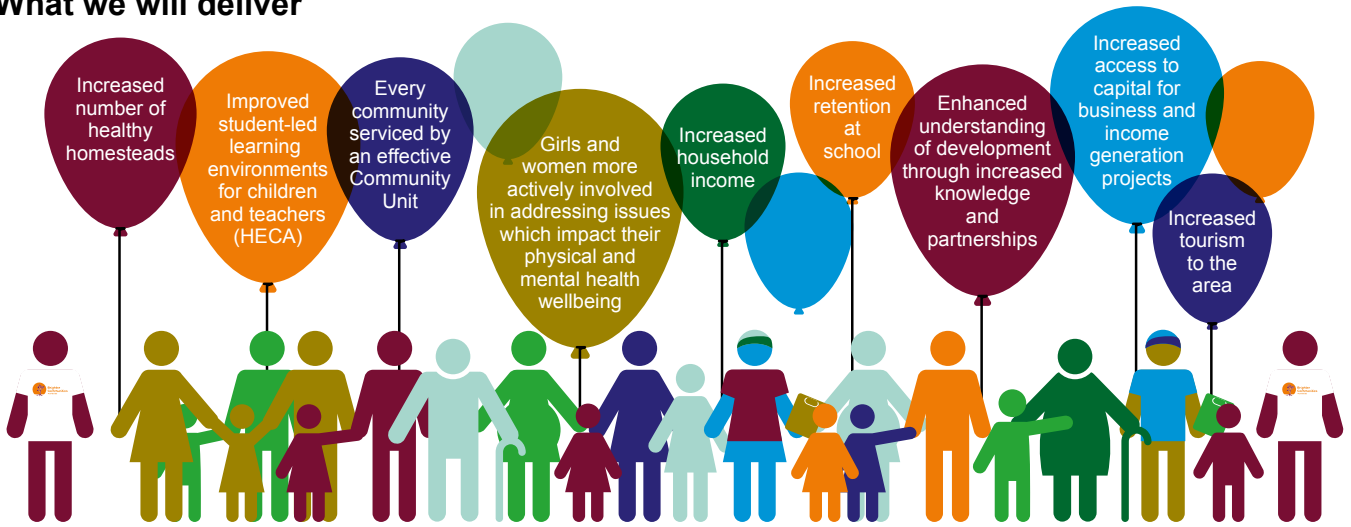 What we will deliver
Increased
number of
healthy
homesteads
Improved
student-led
learning
environments
for children
and teachers
(HECA)
Every
community
serviced by
an effective
Community
Unit
Girls and
women more
actively involved
in addressing issues
which impact their
physical and
mental health
wellbeing
Increased
household
income
Increased
retention
at
school
Enhanced
understanding
of development
through increased
knowledge
and
partnerships
Increased
access to
capital for
business and
income
generation
projects
Increased
tourism
to the
area